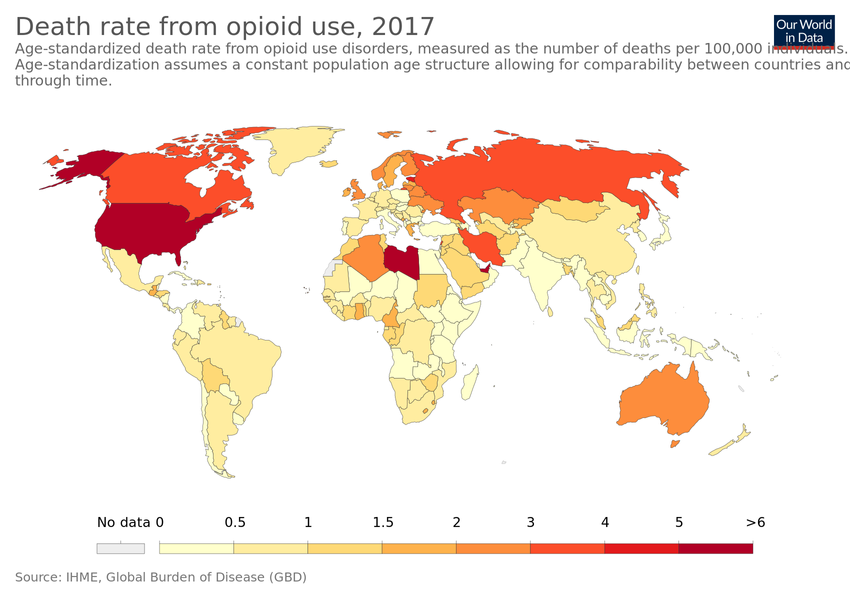 Death rate from opioid use, 2017
Our World
in Data
Age-standardized death rate from opioid use disorders, measured as the number of deaths per 100,000 individuals.
Age-standardization assumes a constant population age structure allowing for comparability between countries and
through time.
No data 0 0.5 1 1.5 2 3 4 5 >6
Source: IHME, Global Burden of Disease (GBD)